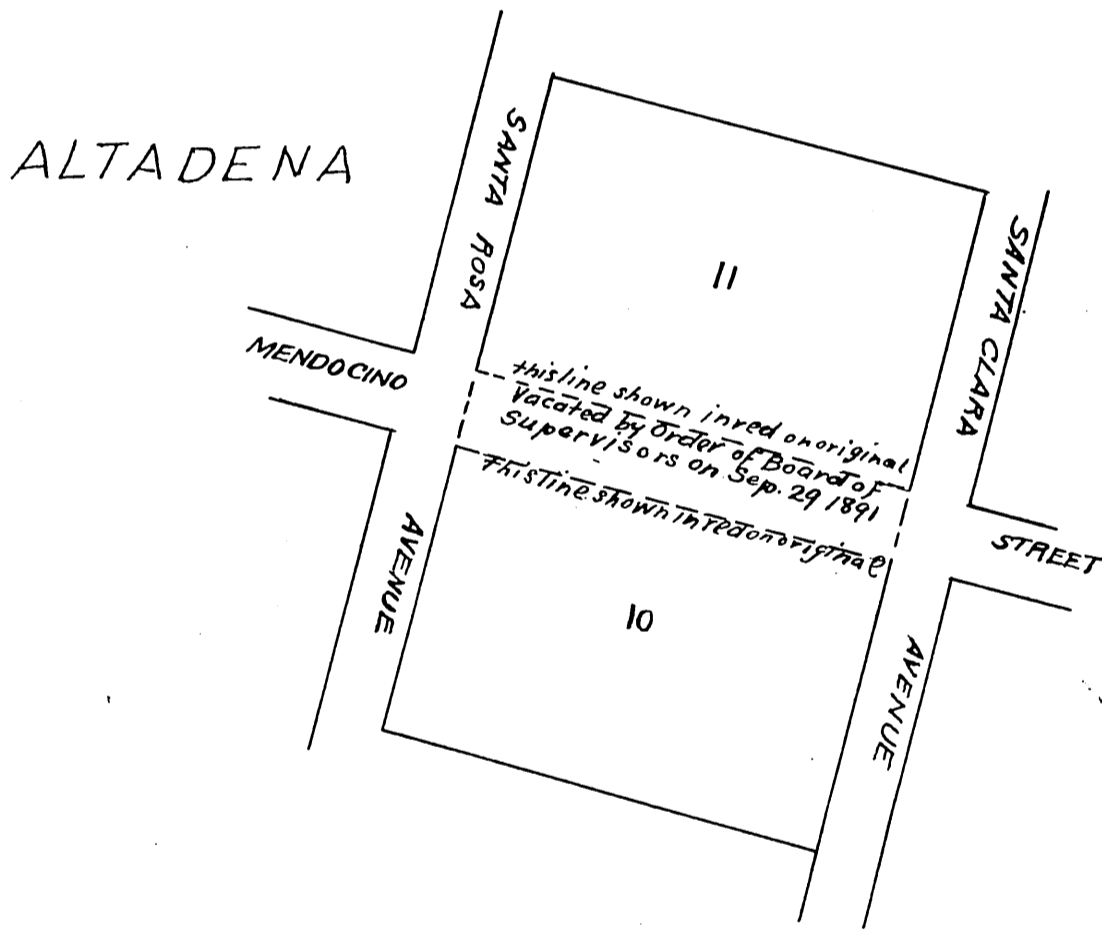 ALTADENA
SANTA ROSA
AVENUE
MENDOCINO
STREET
SANTA CLARA
AVENUE
11
this line shown in red on original
Vacated by Order of Board of
Supervisors on Sep. 29 1891
This line shown in red on original
10